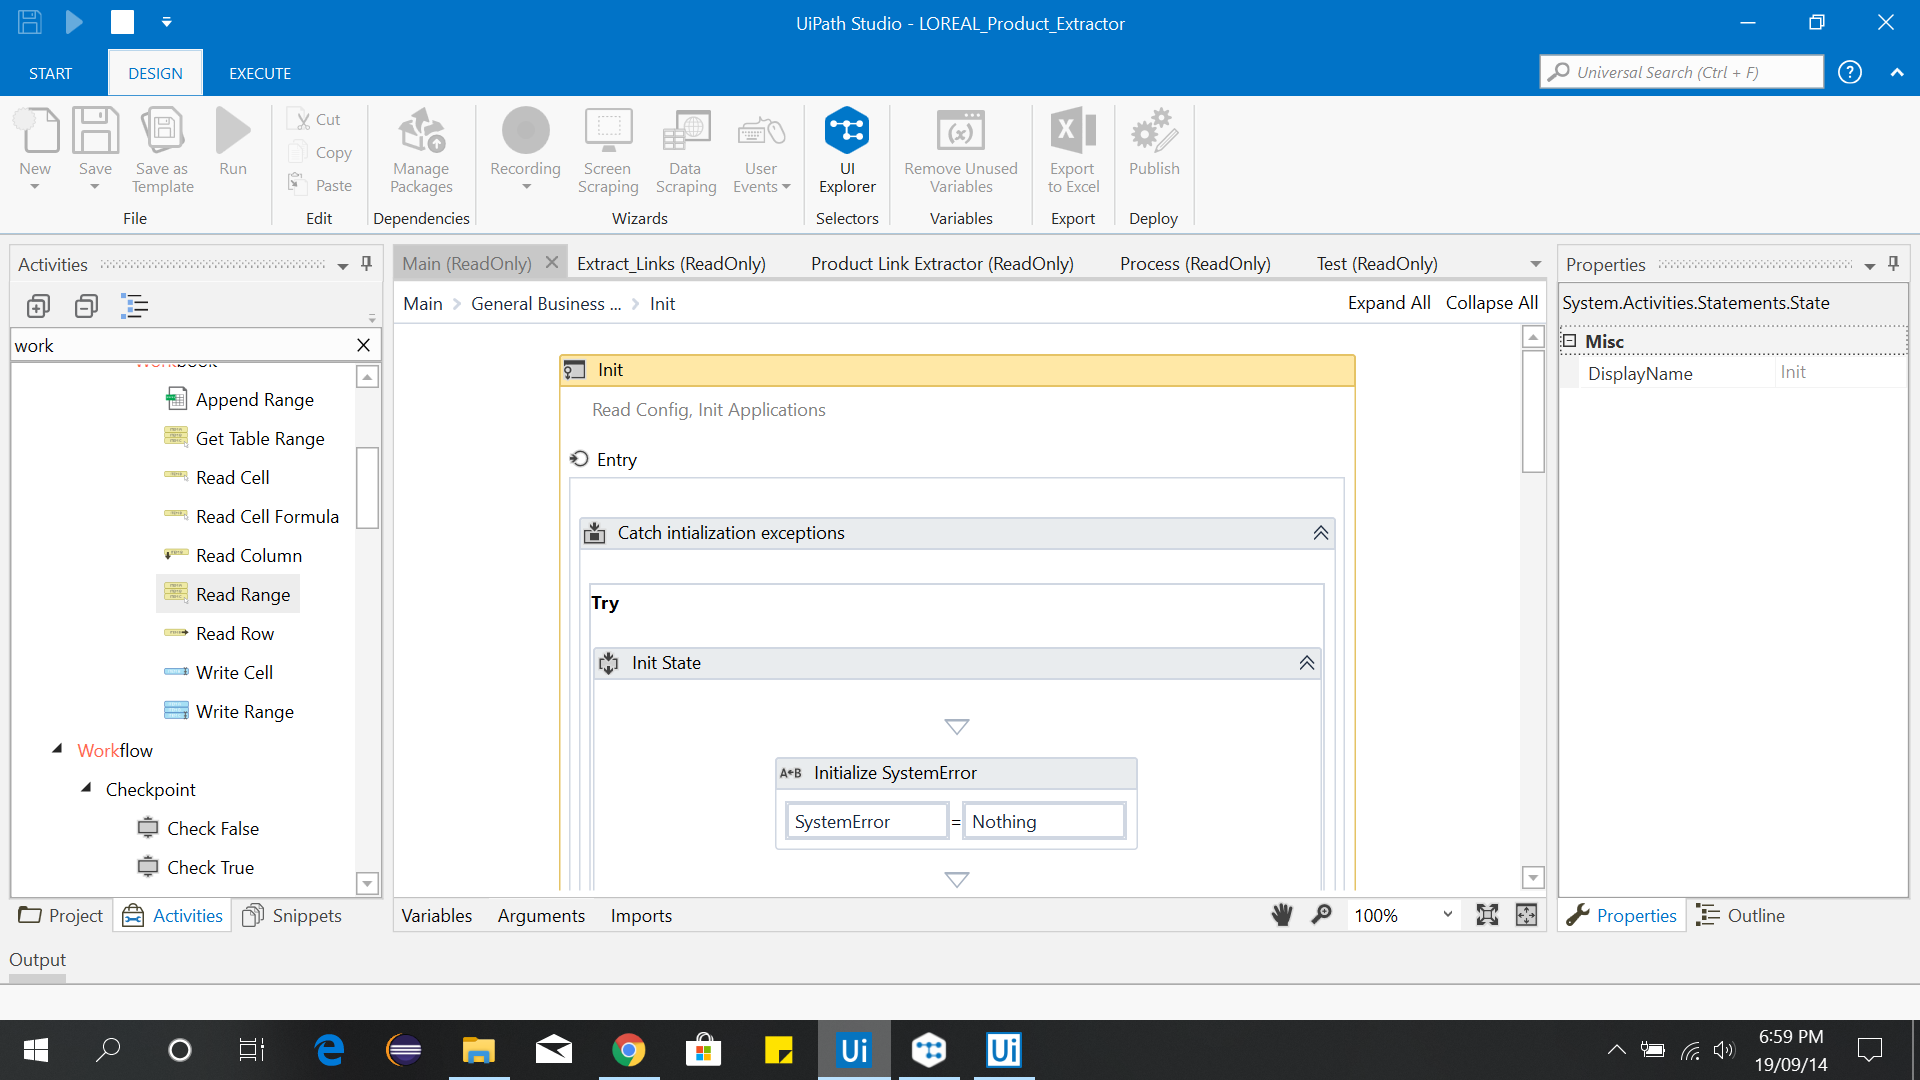 UiPath Studio - LOREAL_Product_Extractor
START
DESIGN
EXECUTE
Universal Search (Ctrl + F)
?
New
Save
Save as
Template
Run
File
Cut
Copy
Paste
Edit
Manage
Packages
Dependencies
Recording
Screen
Scraping
Data
Scraping
User
Events
Wizards
UI
Explorer
Selectors
Remove Unused
Variables
Variables
Export
to Excel
Export
Publish
Deploy
Activities
work
Workbook
Append Range
Get Table Range
Read Cell
Read Cell Formula
Read Column
Read Range
Read Row
Write Cell
Write Range
Workflow
Checkpoint
Check False
Check True
Project
Activities
Snippets
Main (ReadOnly)
Extract_Links (ReadOnly)
Product Link Extractor (ReadOnly)
Process (ReadOnly)
Test (ReadOnly)
Main > General Business ... > Init
Expand All
Collapse All
Init
Read Config, Init Applications
Entry
Catch intialization exceptions
Try
Init State
A+B Initialize SystemError
SystemError = Nothing
Variables
Arguments
Imports
100%
Properties
System.Activities.Statements.State
Misc
DisplayName
Init
Properties
Outline
Output
Ui
Ui
6:59 PM
19/09/14